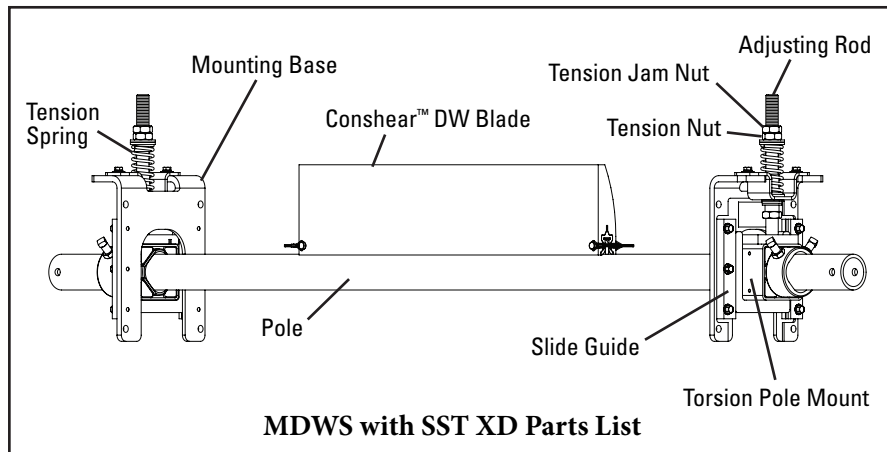 Adjusting Rod
Mounting Base
Tension Jam Nut
Tension
Spring
Conshear™ DW Blade
Tension Nut
Pole
Slide Guide
Torsion Pole Mount
MDWS with SST XD Parts List